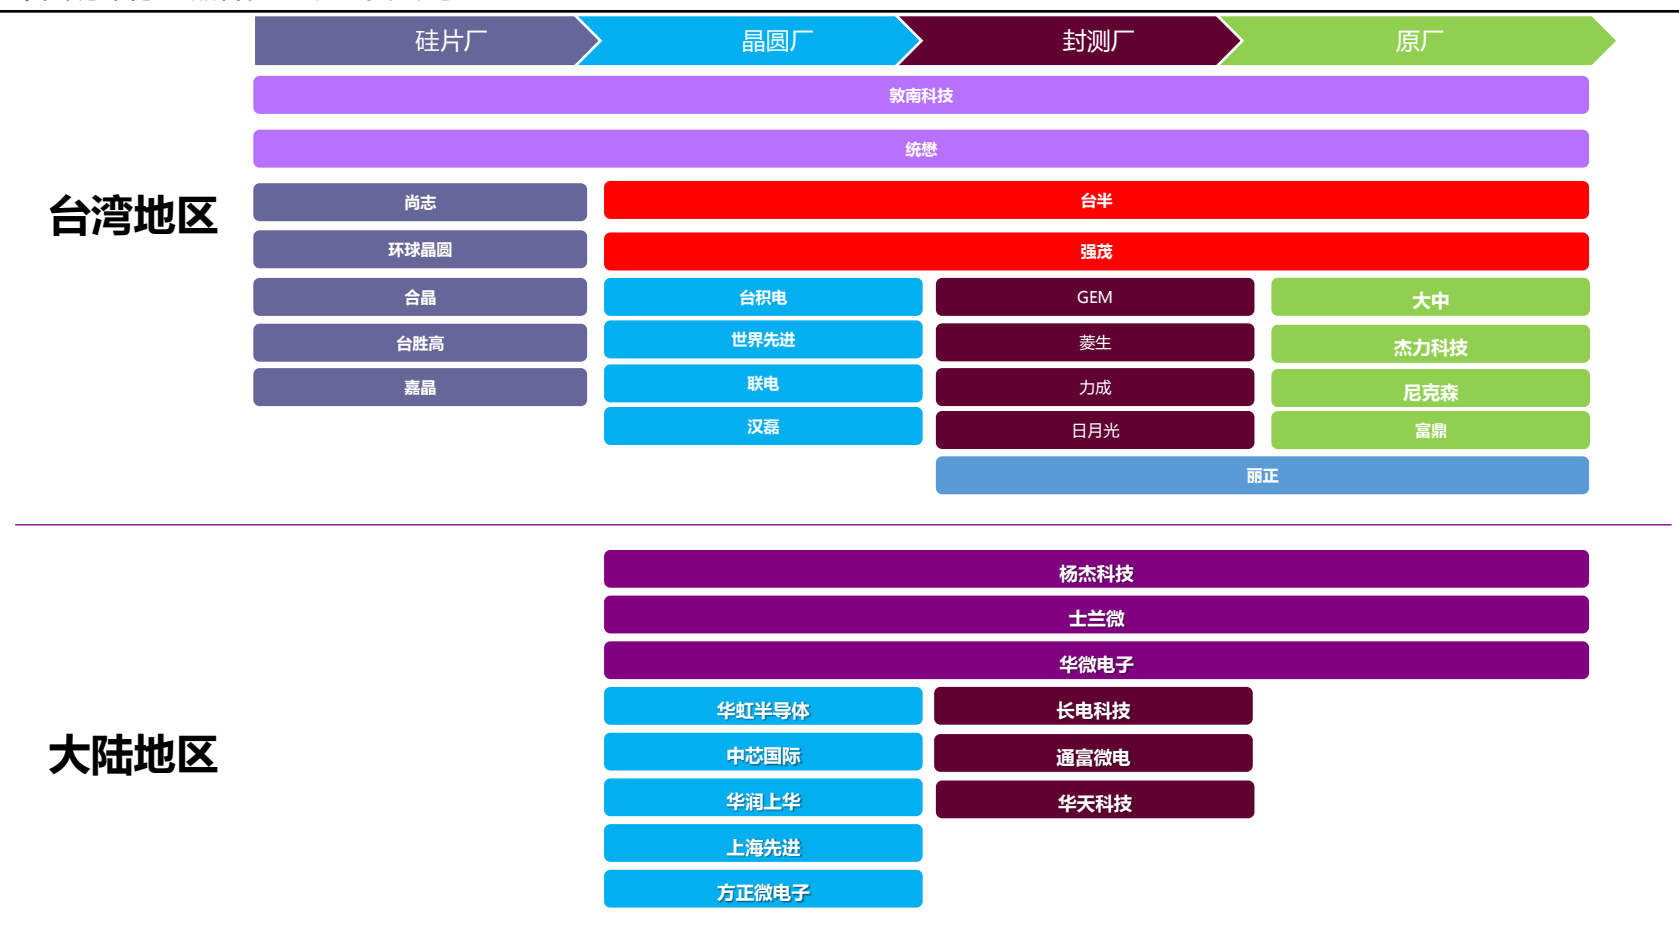 硅片厂
晶圆厂
封测厂
原厂
敦南科技
统懋
台湾地区
尚志
台半
环球晶圆
强茂
合晶
台积电
GEM
大中
台胜高
世界先进
菱生
杰力科技
嘉晶
联电
力成
尼克森
汉磊
日月光
富鼎
丽正
大陆地区
杨杰科技
士兰微
华微电子
华虹半导体
长电科技
中芯国际
通富微电
华润上华
华天科技
上海先进
方正微电子